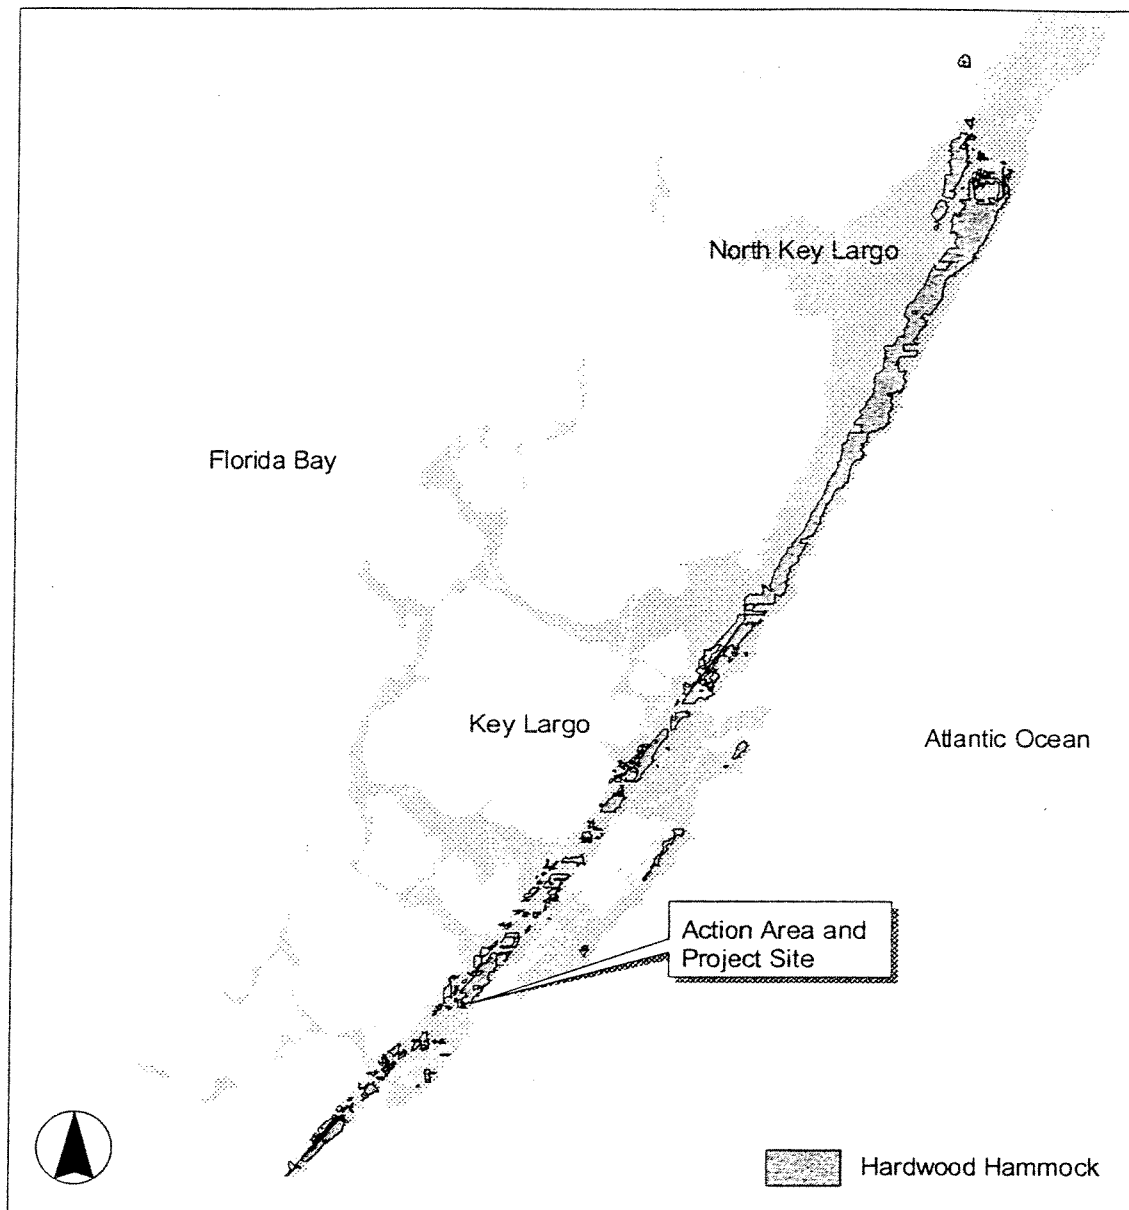 North Key Largo
Florida Bay
Key Largo
Atlantic Ocean
Action Area and
Project Site
Hardwood Hammock